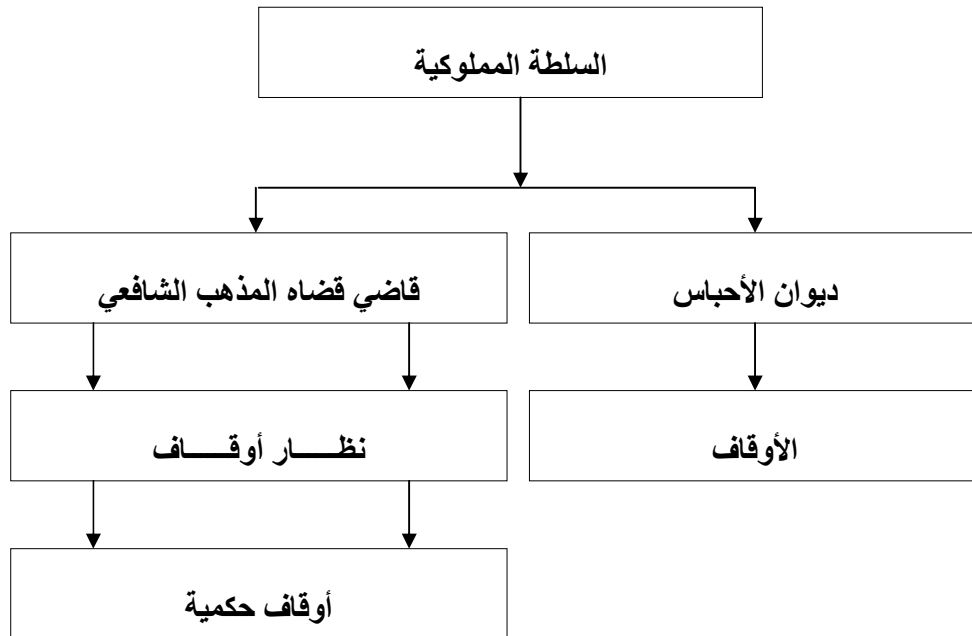 السلطة المملوكية
ديوان الأحباس
قاضي قضاه المذهب الشافعي
الأوقاف
نظـــــار أوقـــــاف
أوقاف حكمية